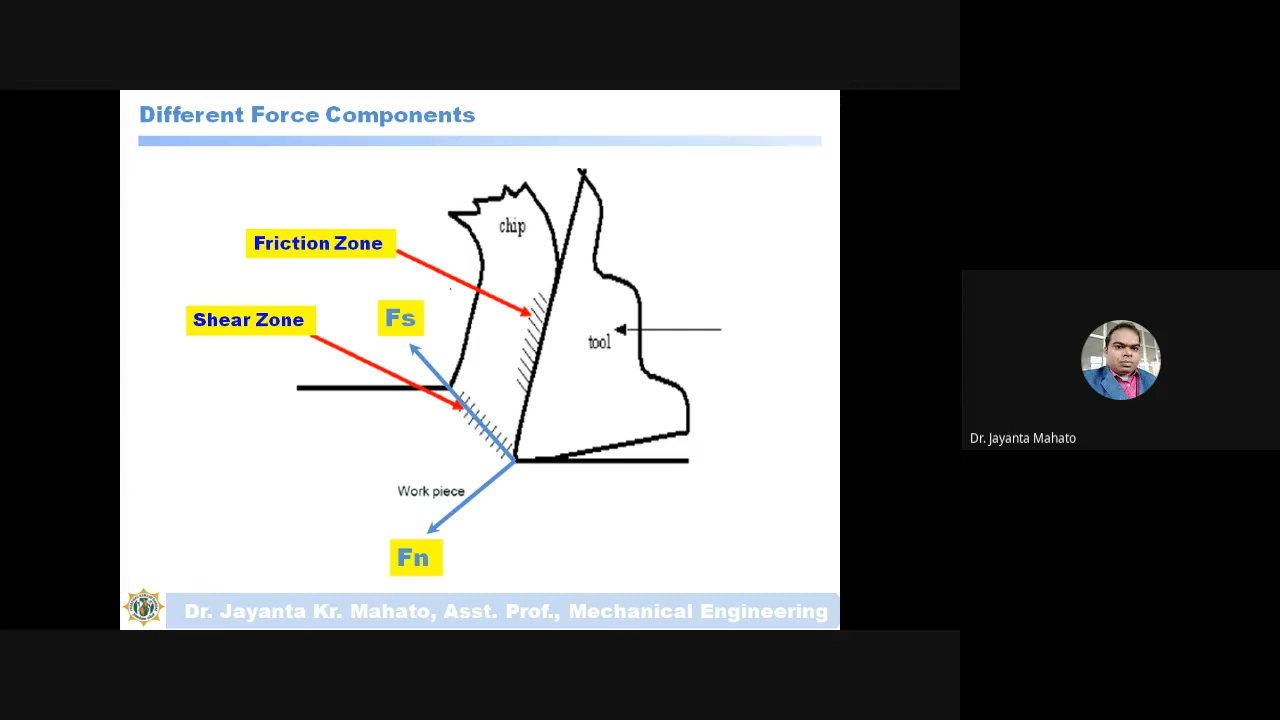 Different Force Components
chip
Friction Zone
Fs
Shear Zone
tool
Work piece
Fn
Dr. Jayanta Kr. Mahato, Asst. Prof., Mechanical Engineering
Dr. Jayanta Mahato